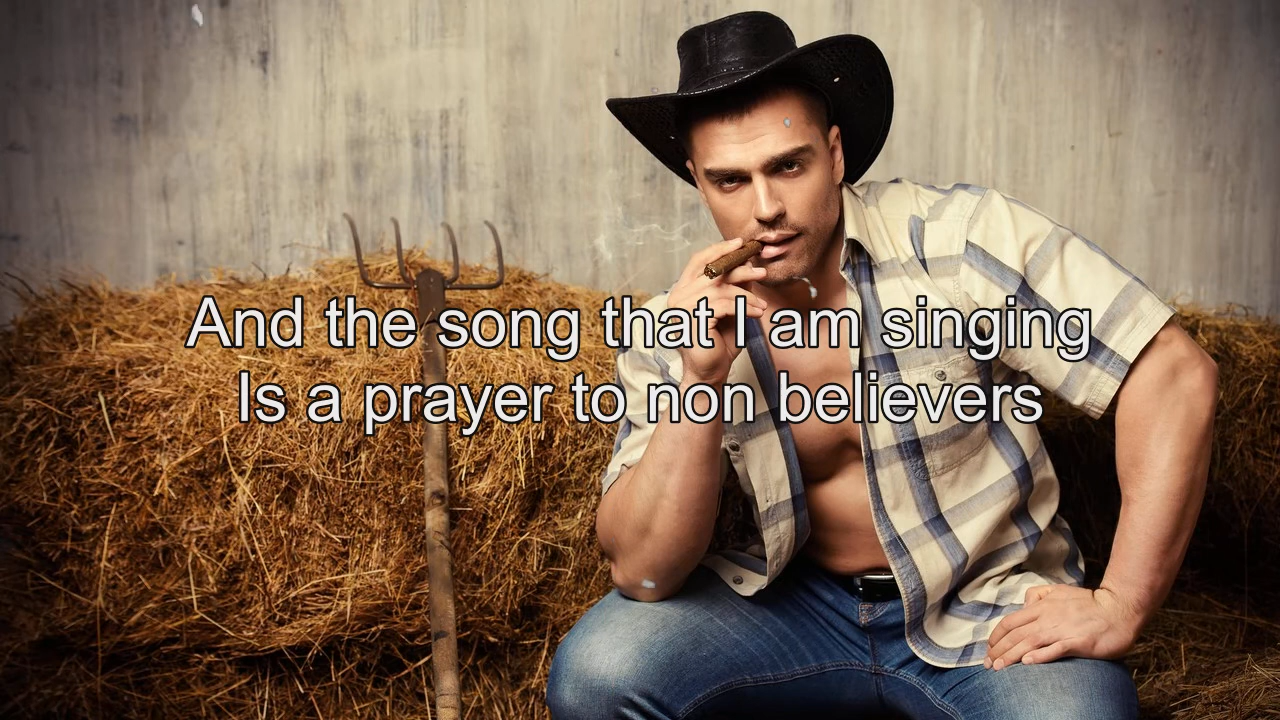 And the song that I am singing
Is a prayer to non believers